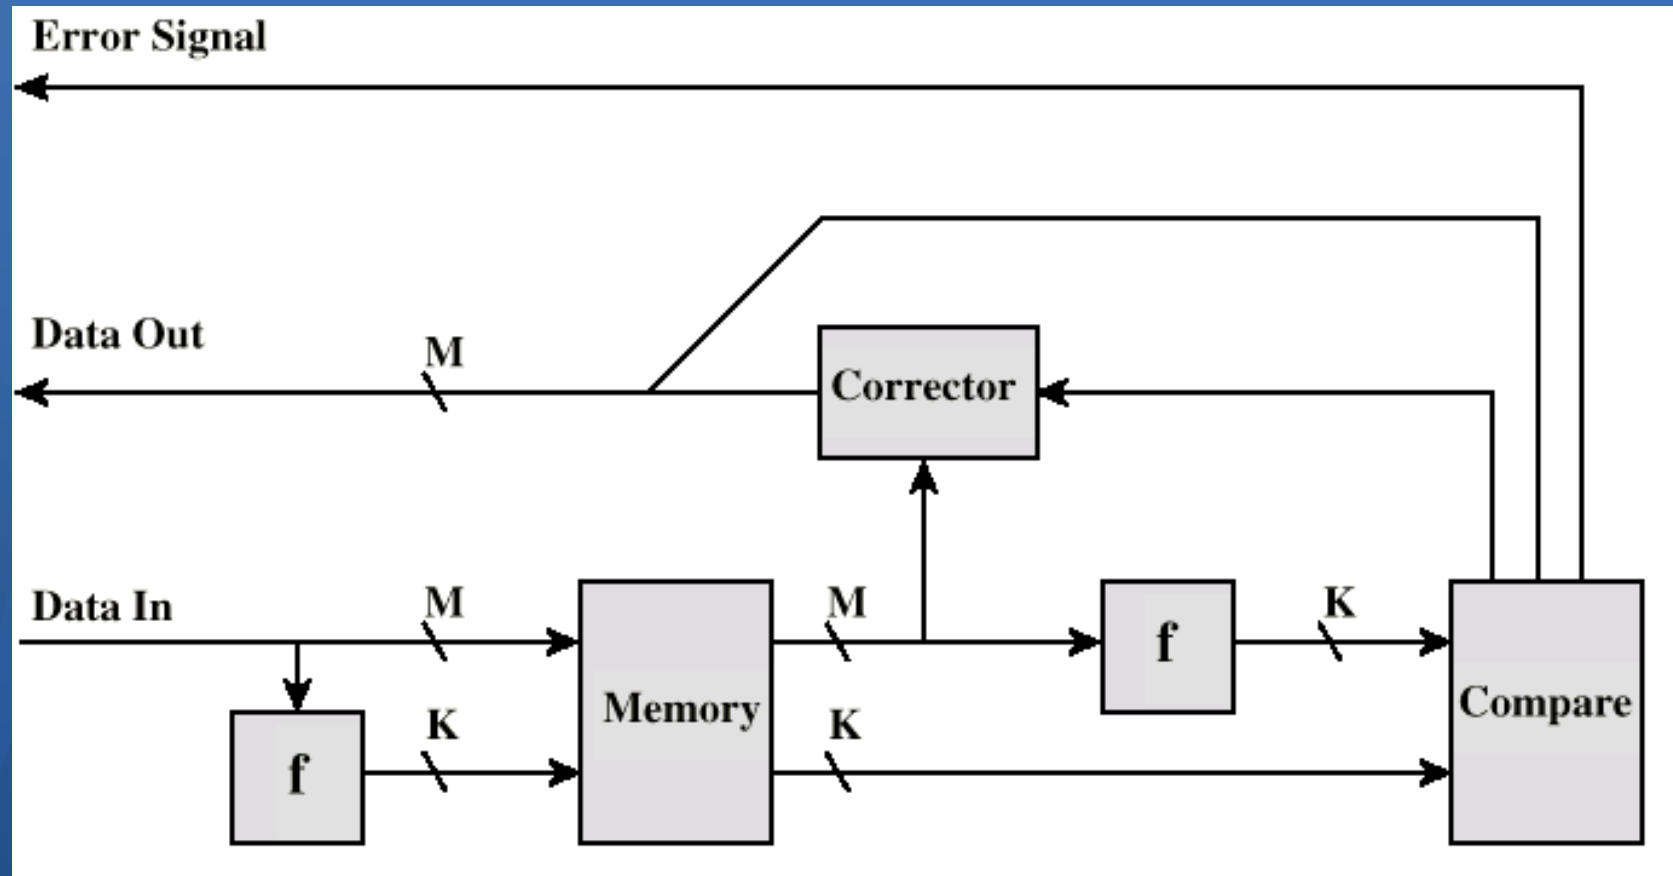 Error Signal
Data Out
M
Corrector
Data In
M
M
K
f
Memory
Compare
K
K
f